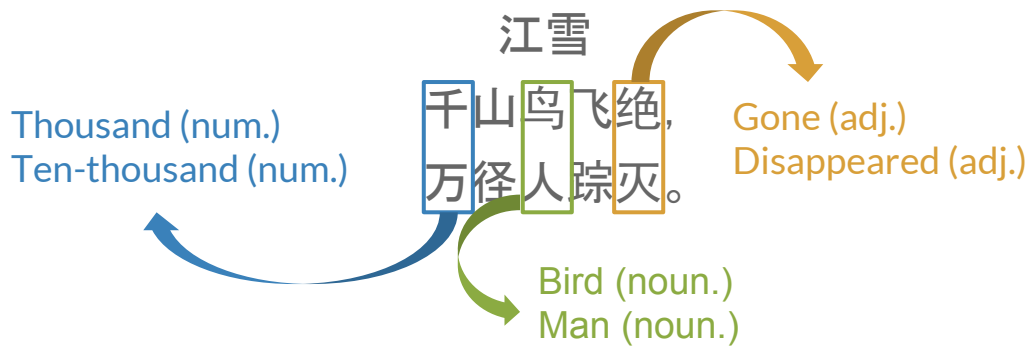 江雪
千山鸟飞绝,
万径人踪灭。
Thousand (num.)
Ten-thousand (num.)
Gone (adj.)
Disappeared (adj.)
Bird (noun.)
Man (noun.)